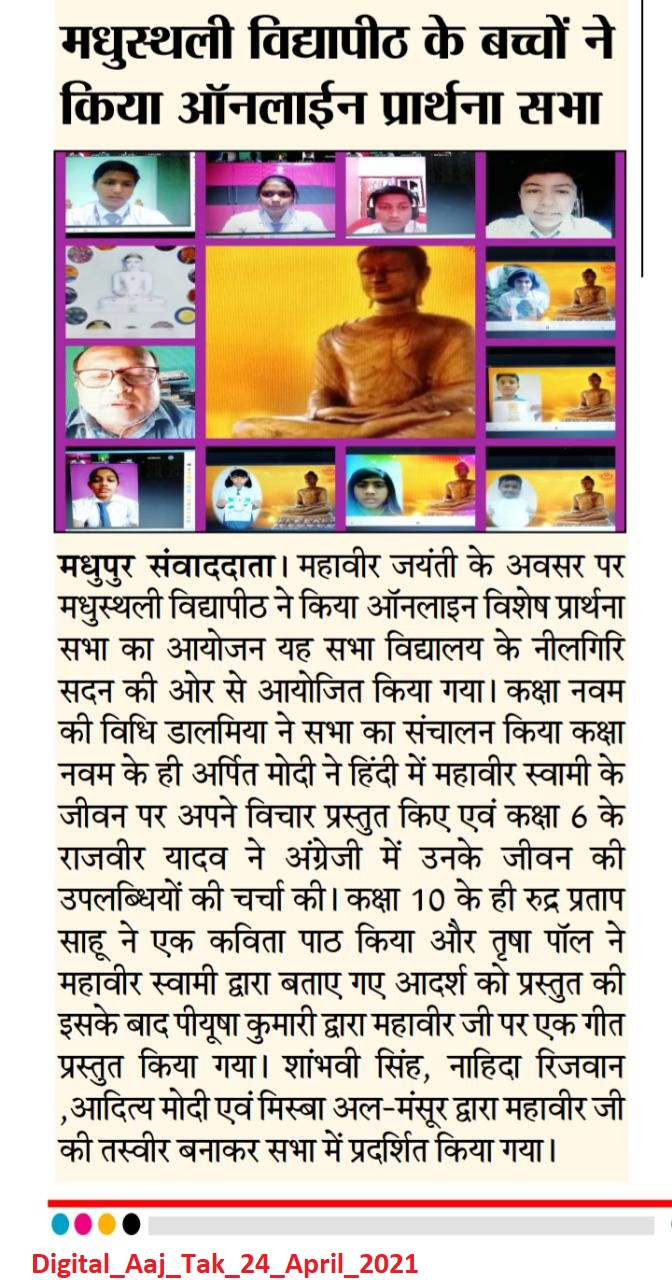 मधुस्थली विद्यापीठ के बच्चों ने
किया ऑनलाईन प्रार्थना सभा
मधुपुर संवाददाता। महावीर जयंती के अवसर पर
मधुस्थली विद्यापीठ ने किया ऑनलाइन विशेष प्रार्थना
सभा का आयोजन यह सभा विद्यालय के नीलगिरि
सदन की ओर से आयोजित किया गया। कक्षा नवम
की विधि डालमिया ने सभा का संचालन किया कक्षा
नवम के ही अर्पित मोदी ने हिंदी में महावीर स्वामी के
जीवन पर अपने विचार प्रस्तुत किए एवं कक्षा 6 के
राजवीर यादव ने अंग्रेजी में उनके जीवन की
उपलब्धियों की चर्चा की। कक्षा 10 के ही रुद्र प्रताप
साहू ने एक कविता पाठ किया और तृषा पॉल ने
महावीर स्वामी द्वारा बताए गए आदर्श को प्रस्तुत की
इसके बाद पीयूषा कुमारी द्वारा महावीर जी पर एक गीत
प्रस्तुत किया गया। शांभवी सिंह, नाहिदा रिजवान
,आदित्य मोदी एवं मिस्बा अल-मंसूर द्वारा महावीर जी
की तस्वीर बनाकर सभा में प्रदर्शित किया गया।
Digital_Aaj_Tak_24_April_2021